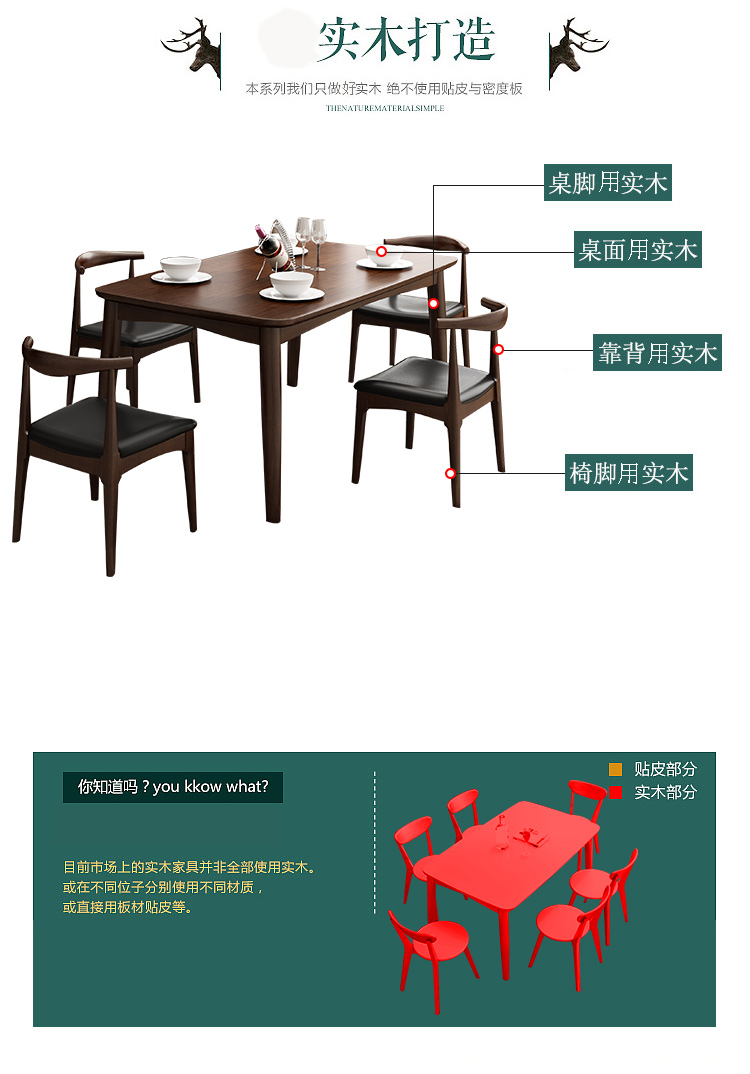 实木打造
本系列我们只做好实木 绝不使用贴皮与密度板
THENATUREMATERIALSIMPLE
桌脚用实木
桌面用实木
靠背用实木
椅脚用实木
你知道吗？you kkow what?
贴皮部分
实木部分
目前市场上的实木家具并非全部使用实木。
或在不同位子分别使用不同材质，
或直接用板材贴皮等。